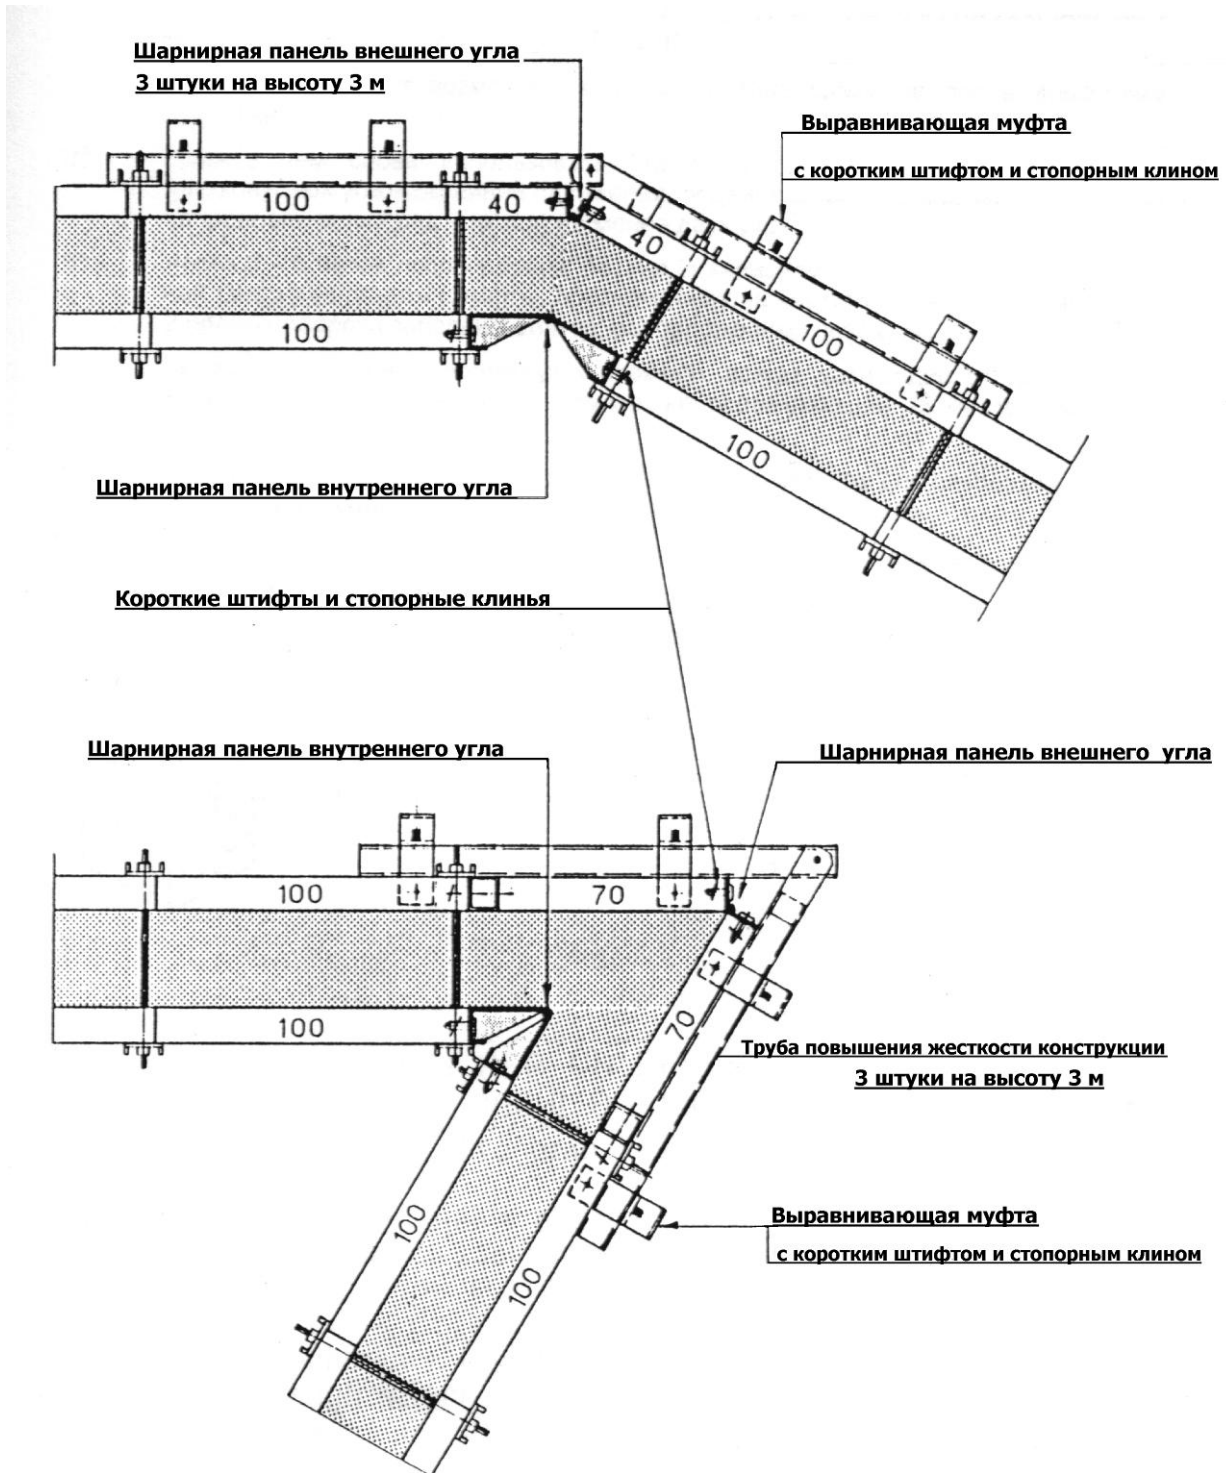 Шарнирная панель внешнего угла
3 штуки на высоту 3 м
Выравнивающая муфта
с коротким штифтом и стопорным клином
100
40
40
100
100
100
Шарнирная панель внутреннего угла
Короткие штифты и стопорные клинья
Шарнирная панель внутреннего угла
Шарнирная панель внешнего угла
100
70
100
70
Труба повышения жесткости конструкции
3 штуки на высоту 3 м
100
100
Выравнивающая муфта
с коротким штифтом и стопорным клином